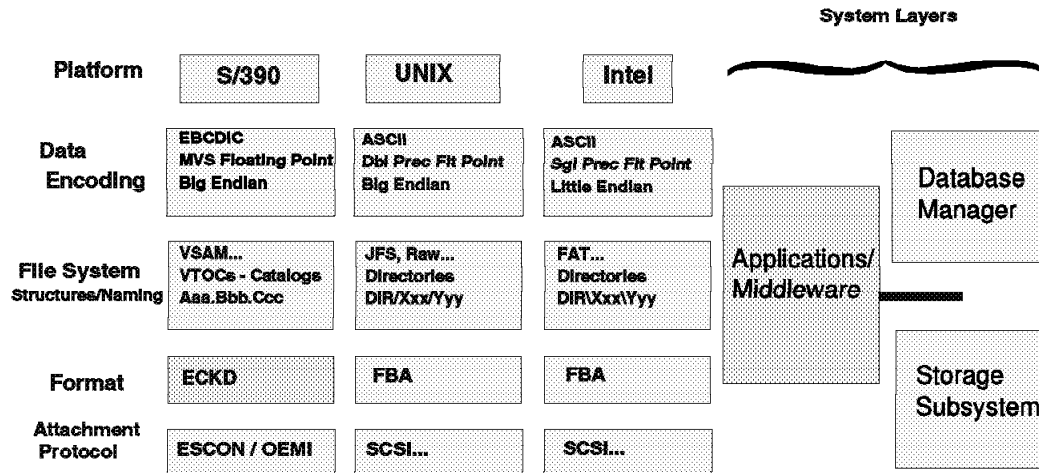 System Layers
Platform
S/390
UNIX
Intel
Data
Encoding
EBCDIC
MVS Floating Point
Big Endian
ASCII
Dbl Prec Flt Point
Big Endian
ASCII
Sgl Prec Flt Point
Little Endian
Database
Manager
File System
Structures/Naming
VSAM...
VTOCs - Catalogs
Aaa.Bbb.Ccc
JFS, Raw...
Directories
DIR/Xxx/Yyy
FAT...
Directories
DIR\Xxx\Yyy
Applications/
Middleware
Format
ECKD
FBA
FBA
Storage
Subsystem
Attachment
Protocol
ESCON / OEMI
SCSI...
SCSI...